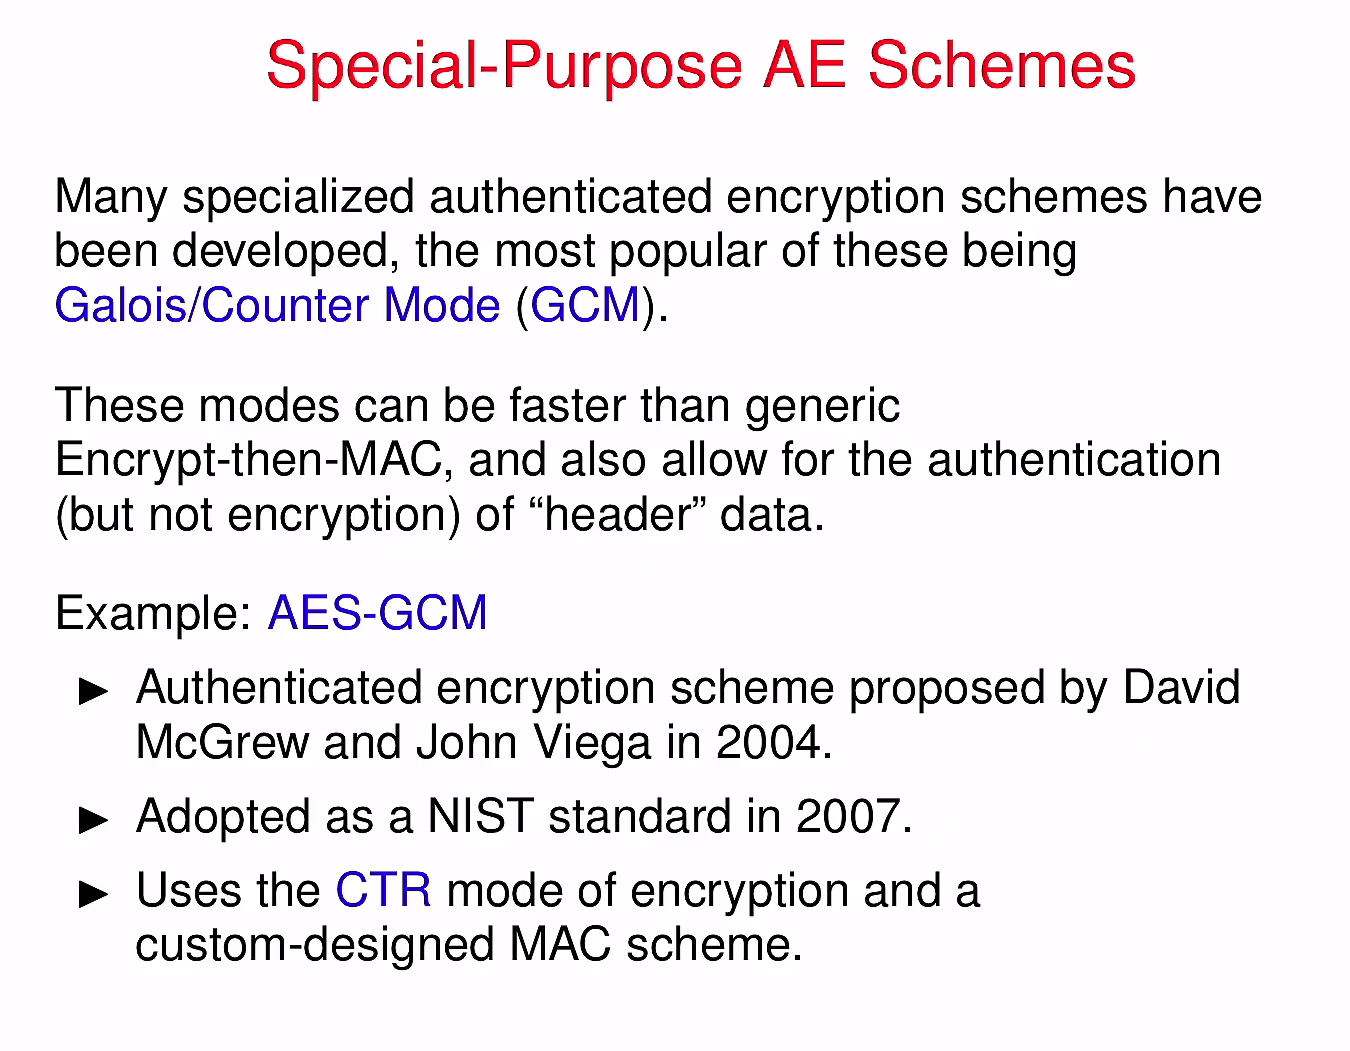 Special-Purpose AE Schemes
Many specialized authenticated encryption schemes have
been developed, the most popular of these being
Galois/Counter Mode (GCM).
These modes can be faster than generic
Encrypt-then-MAC, and also allow for the authentication
(but not encryption) of “header” data.
Example: AES-GCM
▶ Authenticated encryption scheme proposed by David
McGrew and John Viega in 2004.
▶ Adopted as a NIST standard in 2007.
▶ Uses the CTR mode of encryption and a
custom-designed MAC scheme.